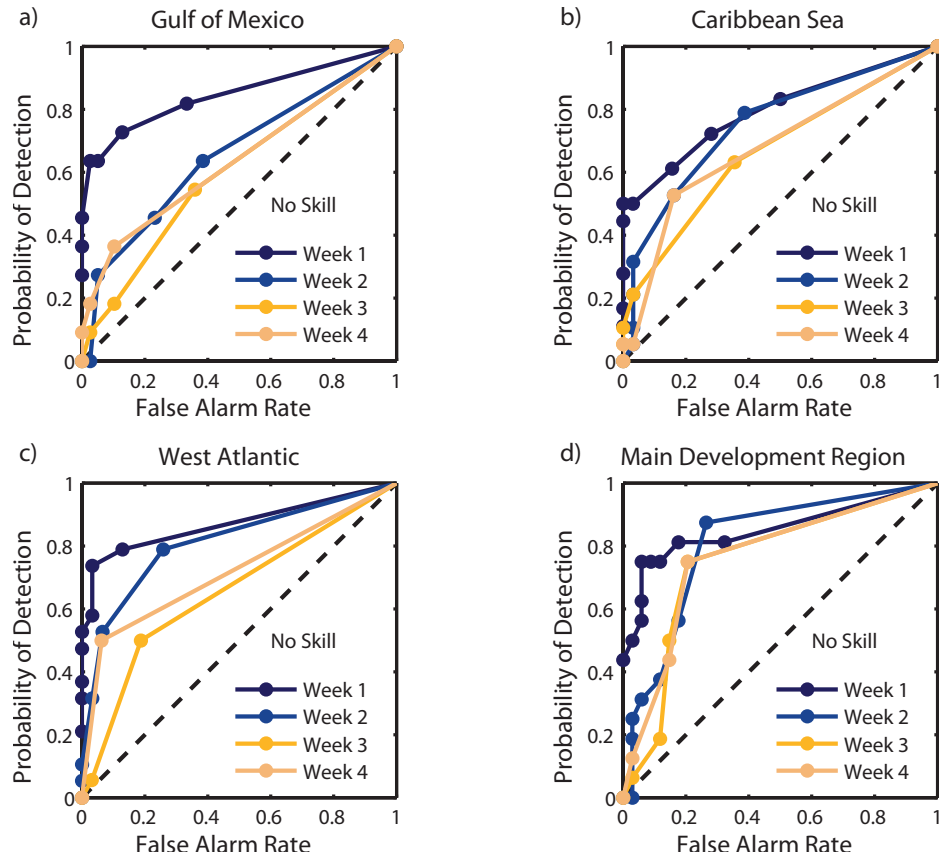 a)
Gulf of Mexico
1
0.8
0.6
0.4
0.2
0
Probability of Detection
No Skill
Week 1
Week 2
Week 3
Week 4
0 0.2 0.4 0.6 0.8 1
False Alarm Rate
b)
Caribbean Sea
1
0.8
0.6
0.4
0.2
0
Probability of Detection
No Skill
Week 1
Week 2
Week 3
Week 4
0 0.2 0.4 0.6 0.8 1
False Alarm Rate
c)
West Atlantic
1
0.8
0.6
0.4
0.2
0
Probability of Detection
No Skill
Week 1
Week 2
Week 3
Week 4
0 0.2 0.4 0.6 0.8 1
False Alarm Rate
d)
Main Development Region
1
0.8
0.6
0.4
0.2
0
Probability of Detection
No Skill
Week 1
Week 2
Week 3
Week 4
0 0.2 0.4 0.6 0.8 1
False Alarm Rate